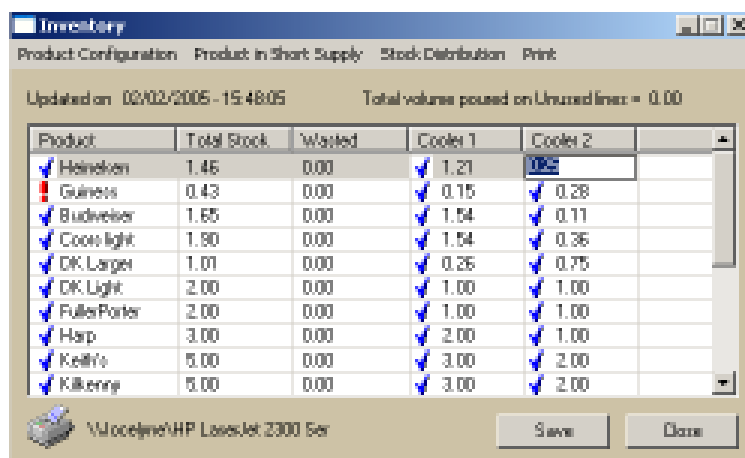 Inventory
Product Configuration Product in Short Supply Stock Distribution Print
Updated on 02/02/2005 - 15:48:05 Total volume poured on Unused lines = 0.00
Product Total Stock Wasted Cooler 1 Cooler 2
Heineken 1.46 0.00 1.21 0.25
Guiness 0.43 0.00 0.15 0.28
Budweiser 1.65 0.00 1.54 0.11
Coors light 1.90 0.00 1.54 0.36
DK Larger 1.01 0.00 0.26 0.75
DK Light 2.00 0.00 1.00 1.00
FullerPorter 2.00 0.00 1.00 1.00
Harp 3.00 0.00 2.00 1.00
Keith's 5.00 0.00 3.00 2.00
Kilkenny 5.00 0.00 3.00 2.00
\\Jocelyne\HP LaserJet 2300 Ser
Save Close